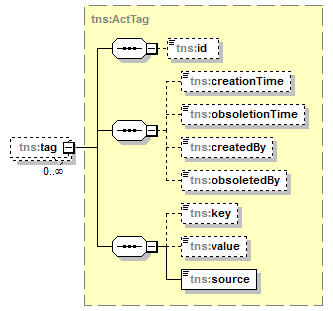 tns:ActTag
tns:id
tns:creationTime
tns:obsoletionTime
tns:tag
0..∞
tns:createdBy
tns:obsoletedBy
tns:key
tns:value
tns:source